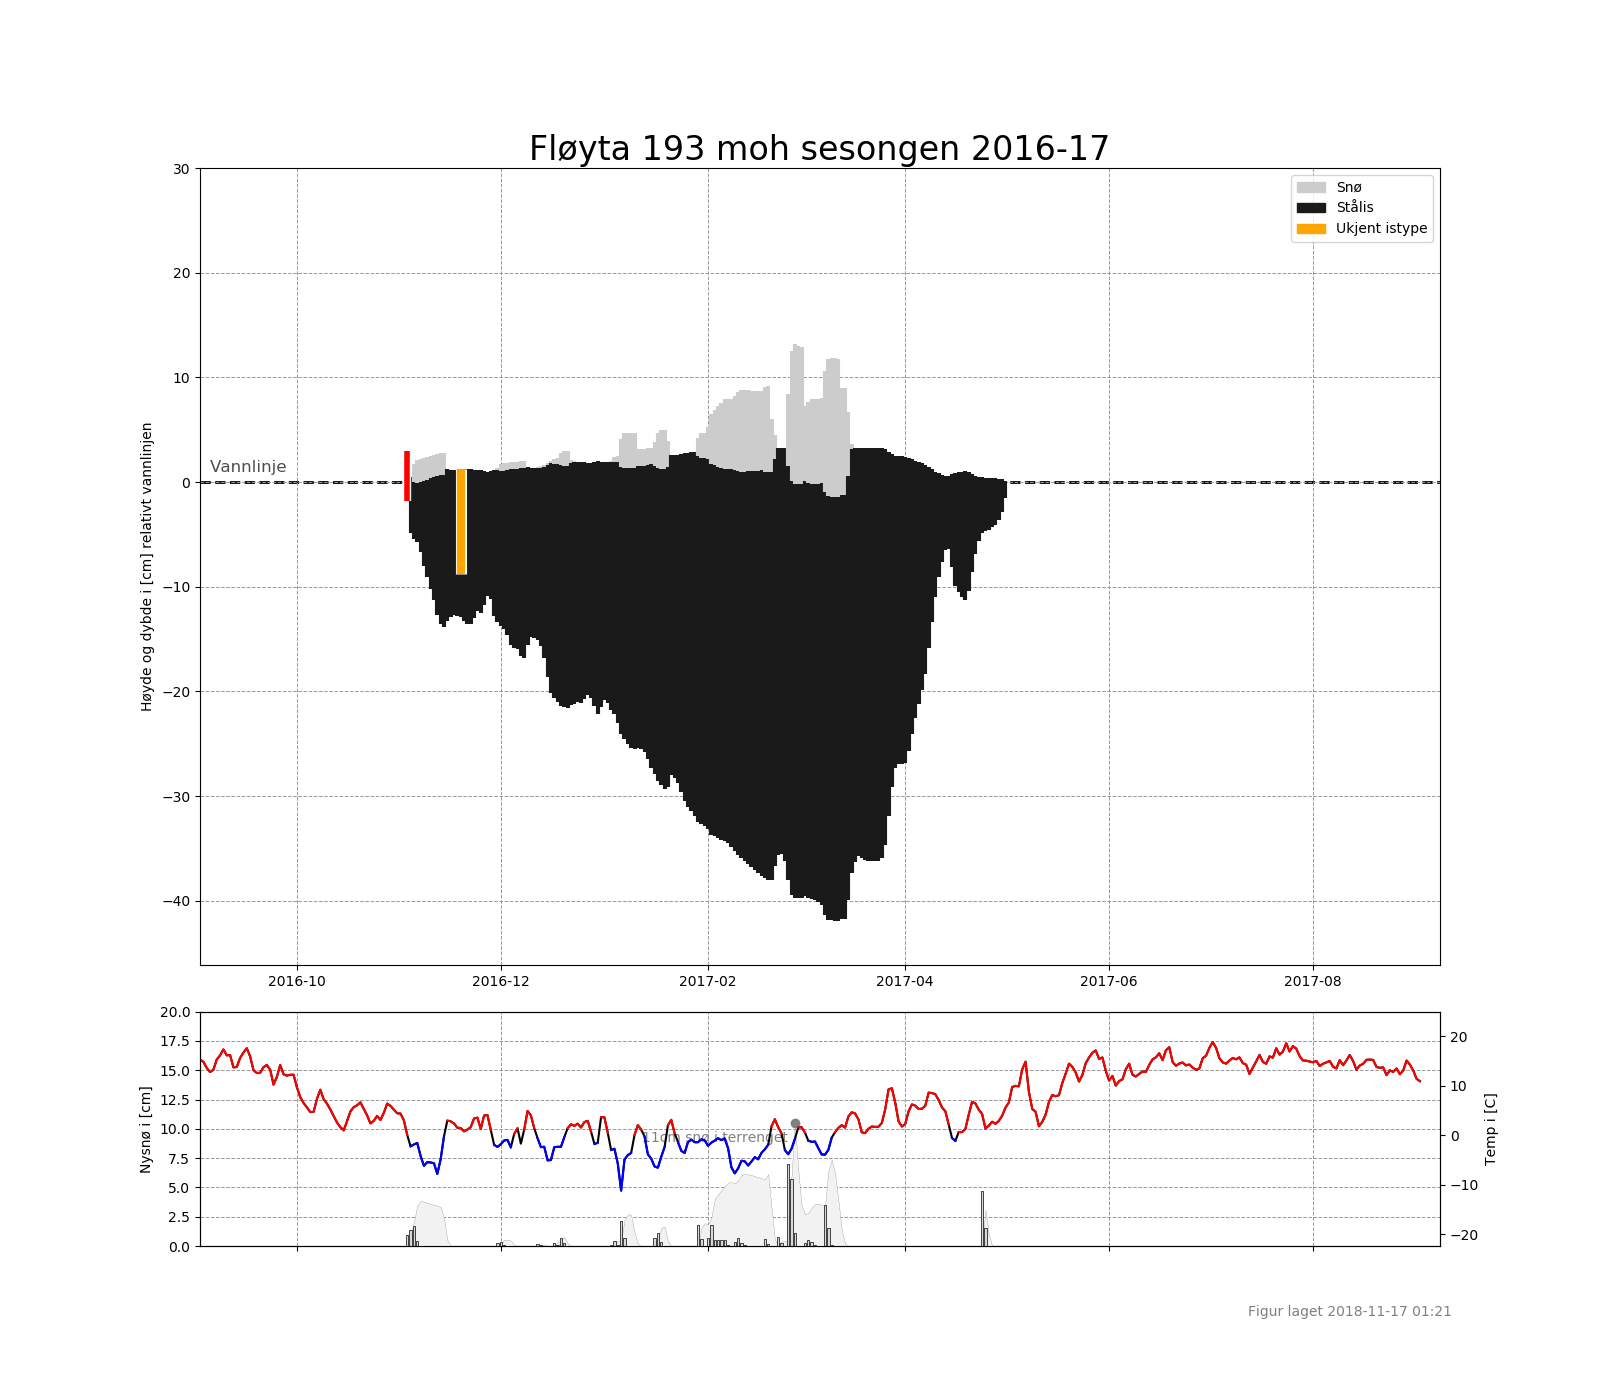 Fløyta 193 moh sesongen 2016-17
30
20
10
0
−10
−20
−30
−40
Høyde og dybde i [cm] relativt vannlinjen
Vannlinje
Snø
Stålis
Ukjent istype
2016-10
2016-12
2017-02
2017-04
2017-06
2017-08
20.0
17.5
15.0
12.5
10.0
7.5
5.0
2.5
0.0
Nysnø i [cm]
11cm snø i terrenget
20
10
0
−10
−20
Temp i [C]
Figur laget 2018-11-17 01:21